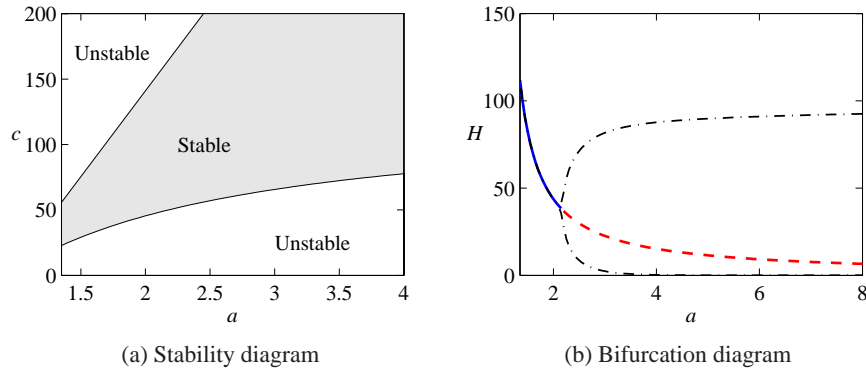 200
150
c
100
50
0
Unstable
Stable
Unstable
1.5 2 2.5 3 3.5 4
a
(a) Stability diagram
150
100
H
50
0
2 4 6 8
a
(b) Bifurcation diagram